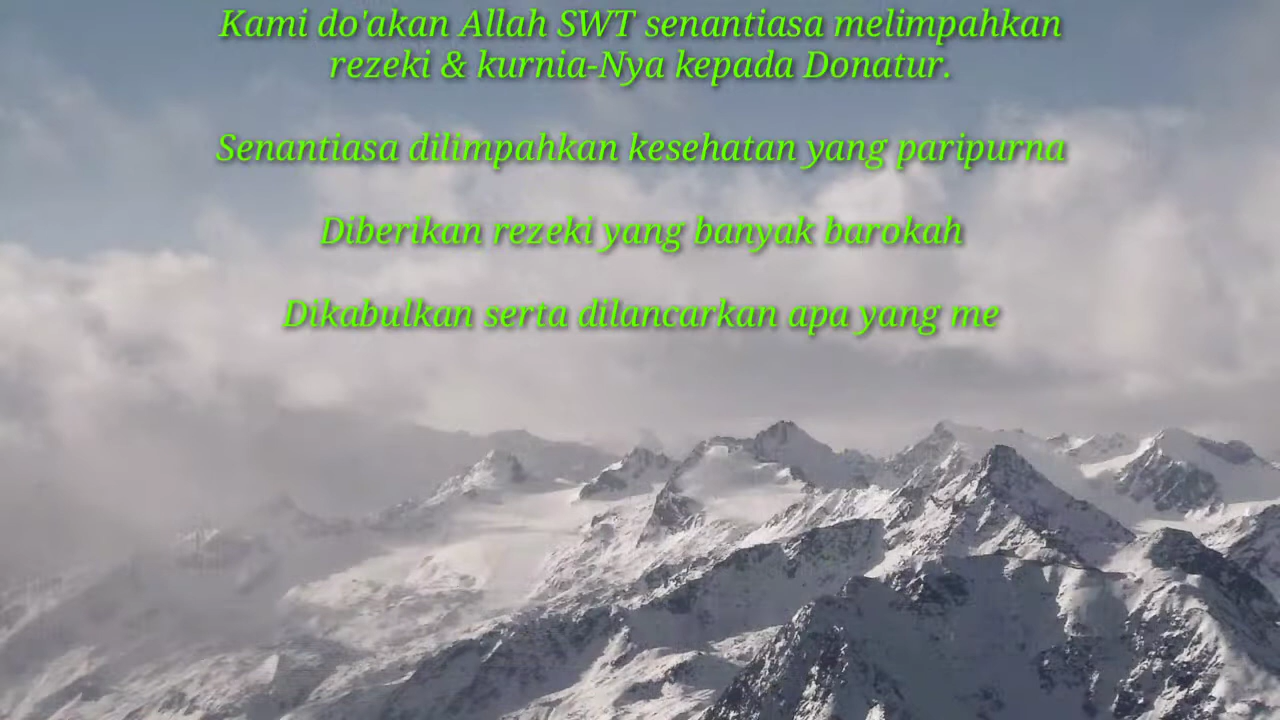 Kami do'akan Allah SWT senantiasa melimpahkan
rezeki & kurnia-Nya kepada Donatur.
Senantiasa dilimpahkan kesehatan yang paripurna
Diberikan rezeki yang banyak barokah
Dikabulkan serta dilancarkan apa yang me